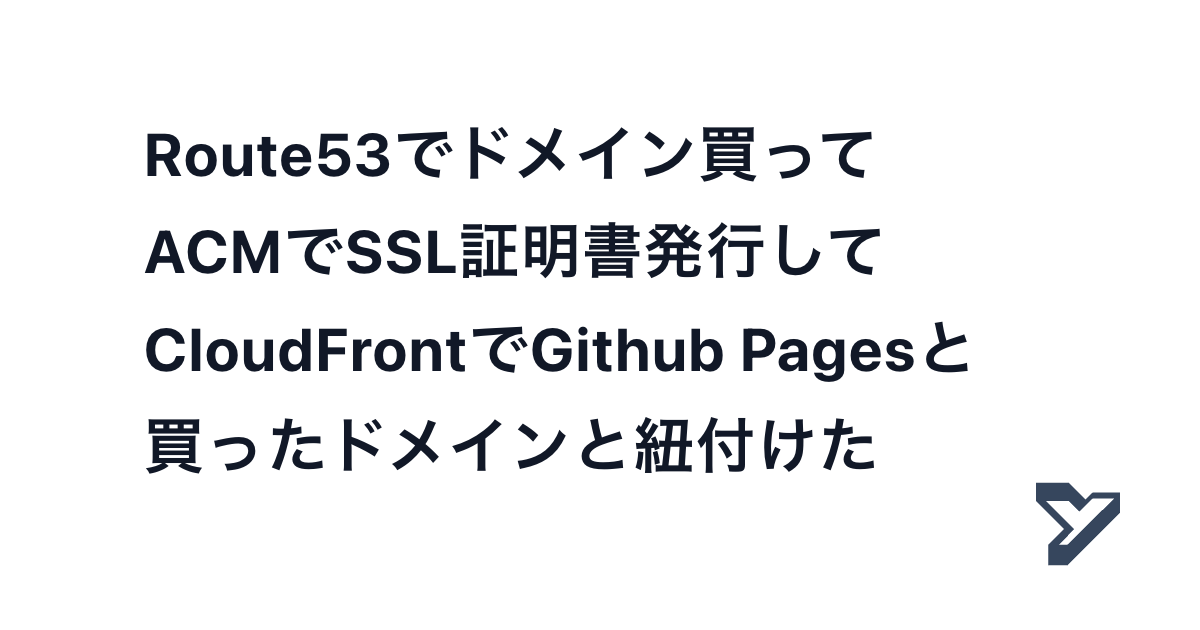 Route53でドメイン買って
ACMでSSL証明書発行して
CloudFrontでGithub Pagesと
買ったドメインと紐付けた